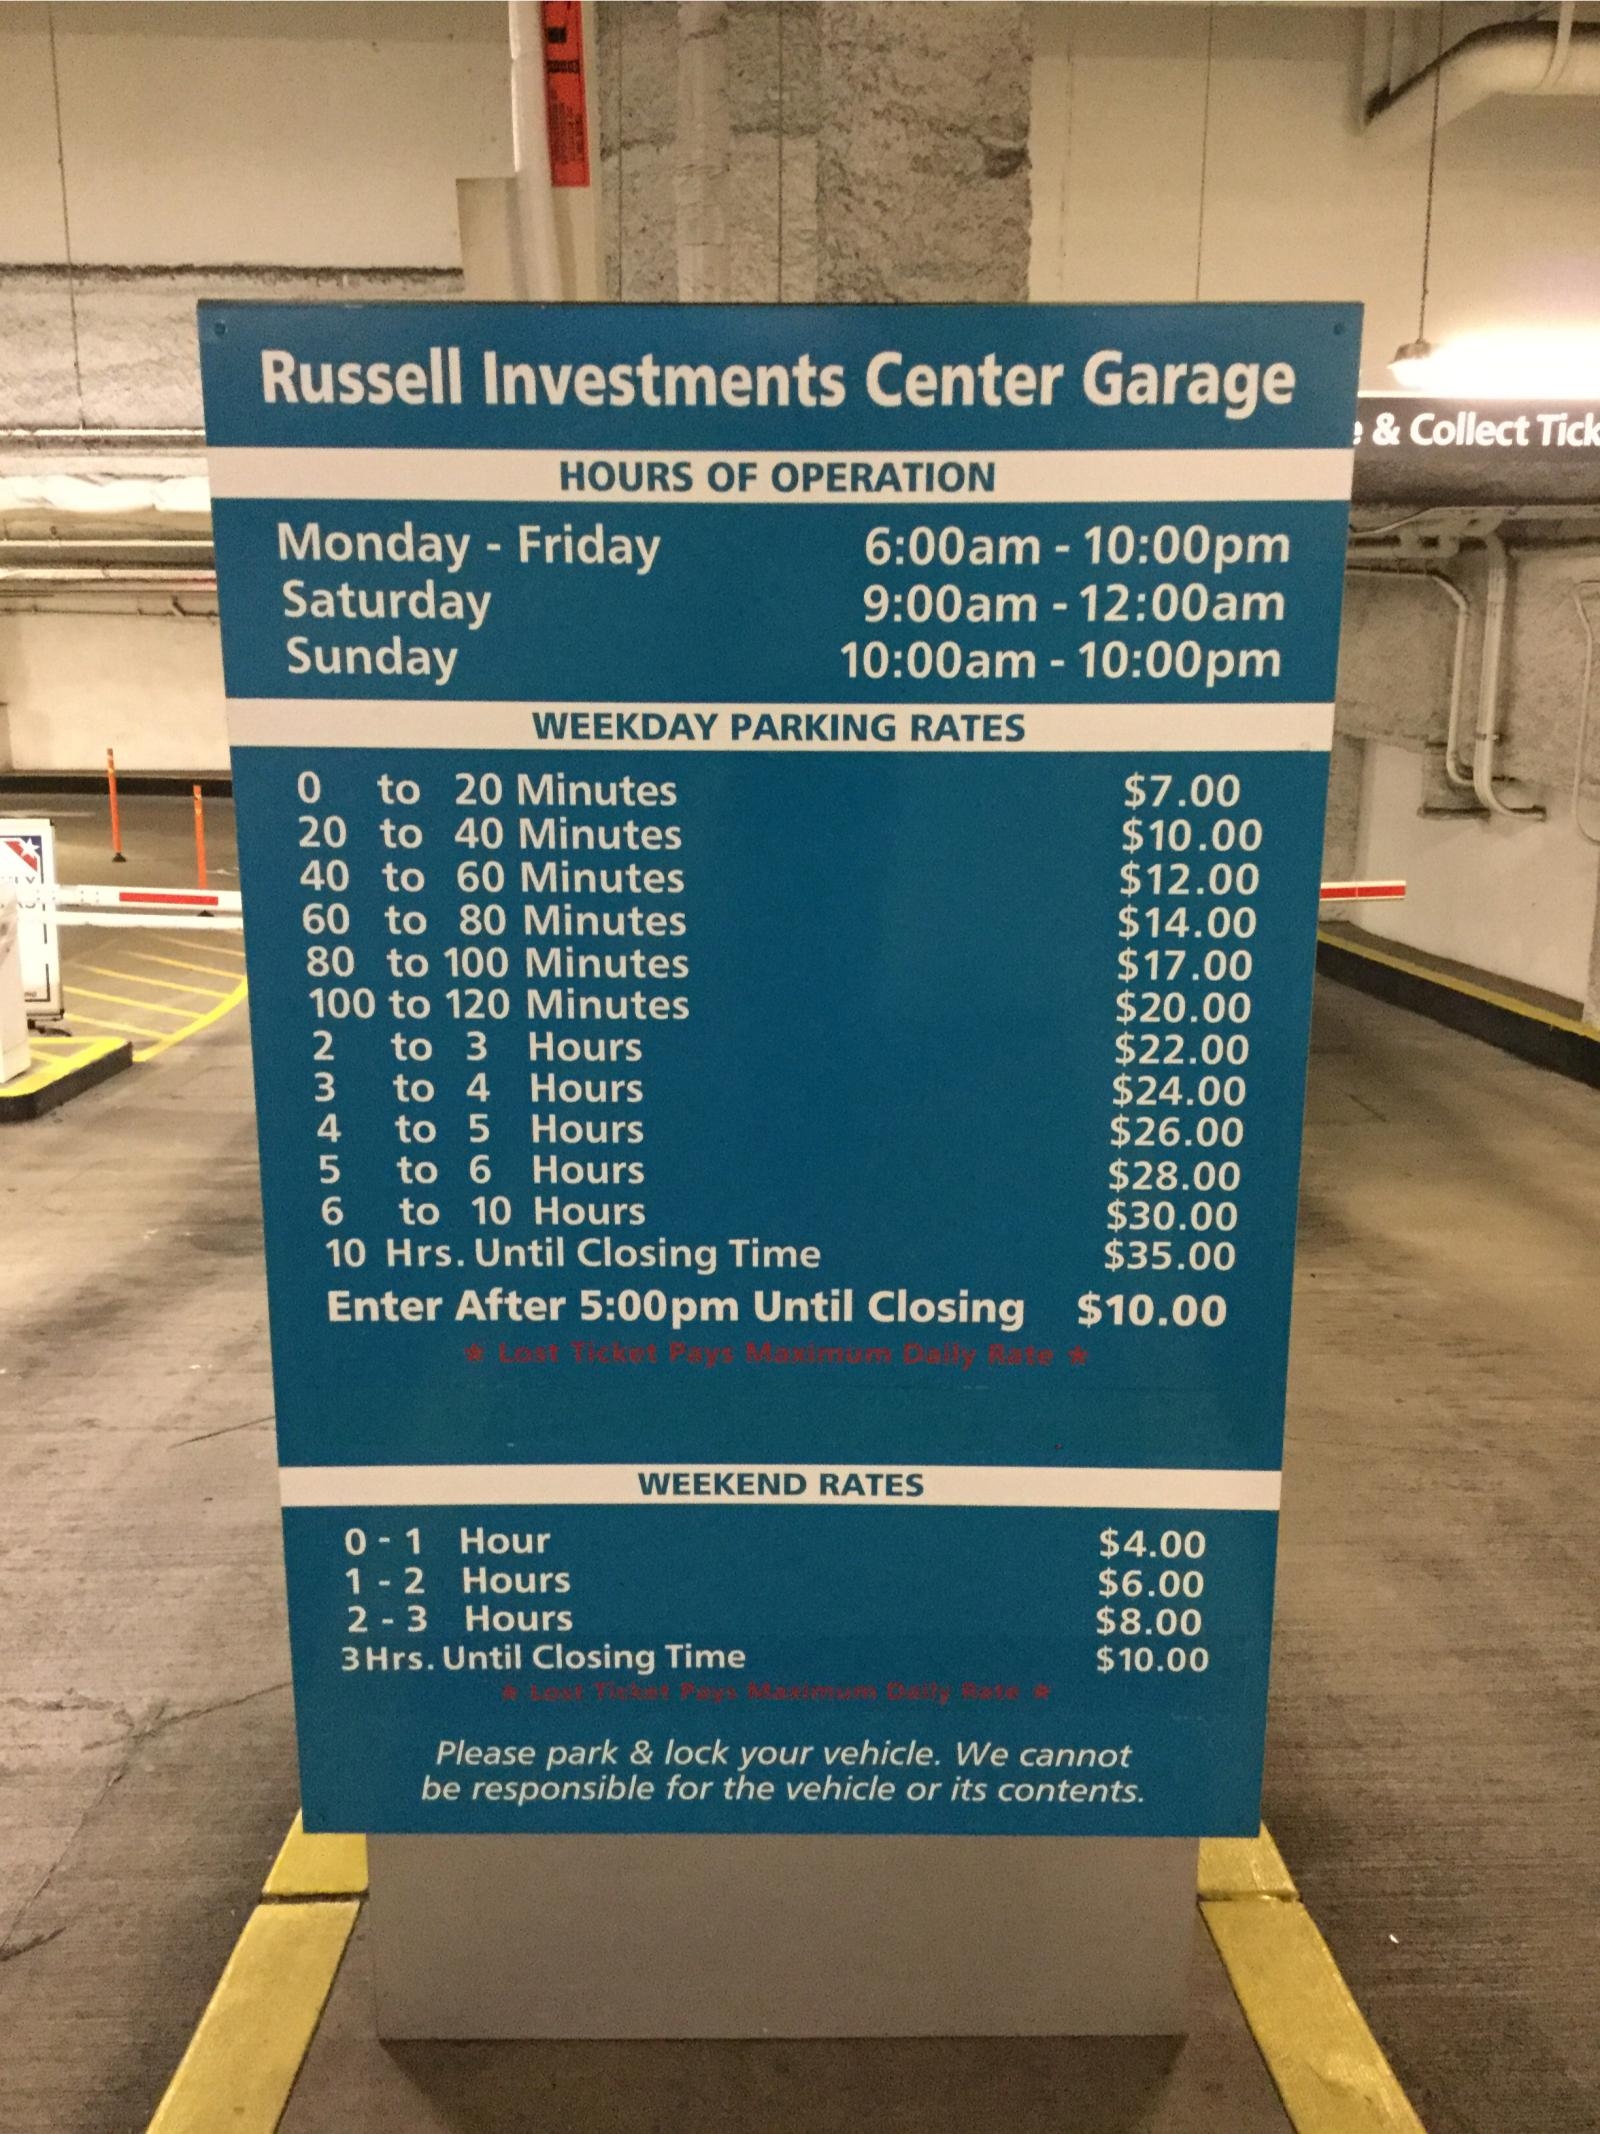 Russell Investments Center Garage
& Collect Tick
HOURS OF OPERATION
Monday - Friday 6:00am - 10:00pm
Saturday 9:00am - 12:00am
Sunday 10:00am - 10:00pm
WEEKDAY PARKING RATES
0 to 20 Minutes $7.00
20 to 40 Minutes $10.00
40 to 60 Minutes $12.00
60 to 80 Minutes $14.00
80 to 100 Minutes $17.00
100 to 120 Minutes $20.00
2 to 3 Hours $22.00
3 to 4 Hours $24.00
4 to 5 Hours $26.00
5 to 6 Hours $28.00
6 to 10 Hours $30.00
10 Hrs. Until Closing Time $35.00
Enter After 5:00pm Until Closing $10.00
* Lost Ticket Pays Maximum Daily Rate *
WEEKEND RATES
0 - 1 Hour $4.00
1 - 2 Hours $6.00
2 - 3 Hours $8.00
3 Hrs. Until Closing Time $10.00
* Lost Ticket Pays Maximum Daily Rate *
Please park & lock your vehicle. We cannot
be responsible for the vehicle or its contents.